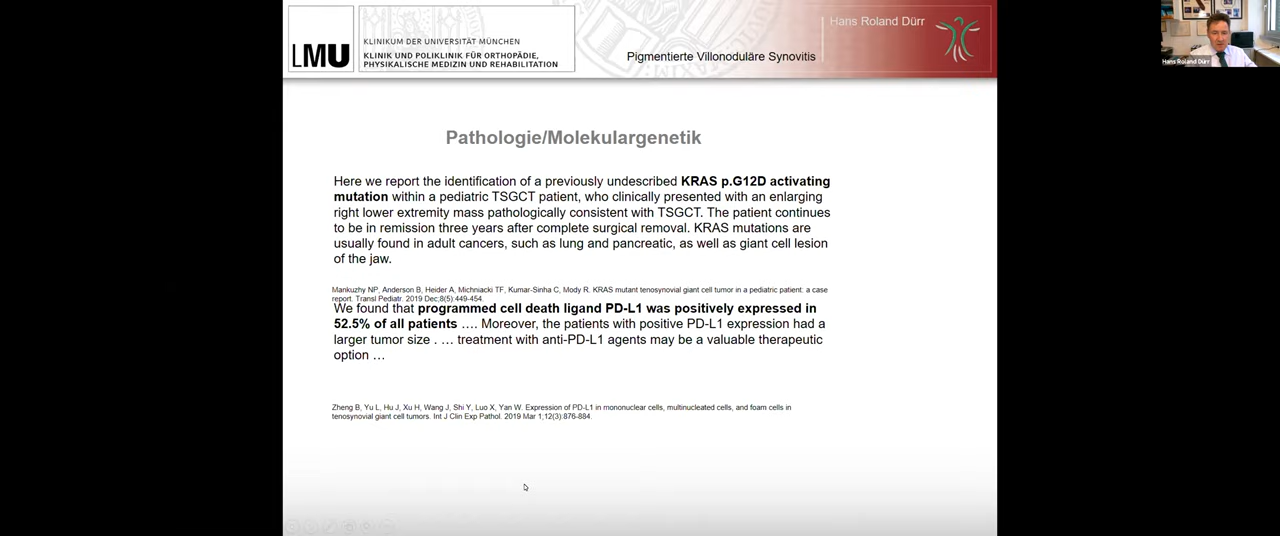 LMU
KLINIKUM DER UNIVERSITÄT MÜNCHEN
KLINIK UND POLIKLINIK FÜR ORTHOPÄDIE,
PHYSIKALISCHE MEDIZIN UND REHABILITATION
Pigmentierte Villonoduläre Synovitis
Hans Roland Dürr
Hans Roland Dürr
Pathologie/Molekulargenetik
Here we report the identification of a previously undescribed KRAS p.G12D activating
mutation within a pediatric TSGCT patient, who clinically presented with an enlarging
right lower extremity mass pathologically consistent with TSGCT. The patient continues
to be in remission three years after complete surgical removal. KRAS mutations are
usually found in adult cancers, such as lung and pancreatic, as well as giant cell lesion
of the jaw.
Mankuzhy NP, Anderson B, Heider A, Michniacki TF, Kumar-Sinha C, Mody R. KRAS mutant tenosynovial giant cell tumor in a pediatric patient: a case
report. Transl Pediatr. 2019 Dec;8(5):449-454.
We found that programmed cell death ligand PD-L1 was positively expressed in
52.5% of all patients …. Moreover, the patients with positive PD-L1 expression had a
larger tumor size . … treatment with anti-PD-L1 agents may be a valuable therapeutic
option …
Zheng B, Yu L, Hu J, Xu H, Wang J, Shi Y, Luo X, Yan W. Expression of PD-L1 in mononuclear cells, multinucleated cells, and foam cells in
tenosynovial giant cell tumors. Int J Clin Exp Pathol. 2019 Mar 1;12(3):876-884.